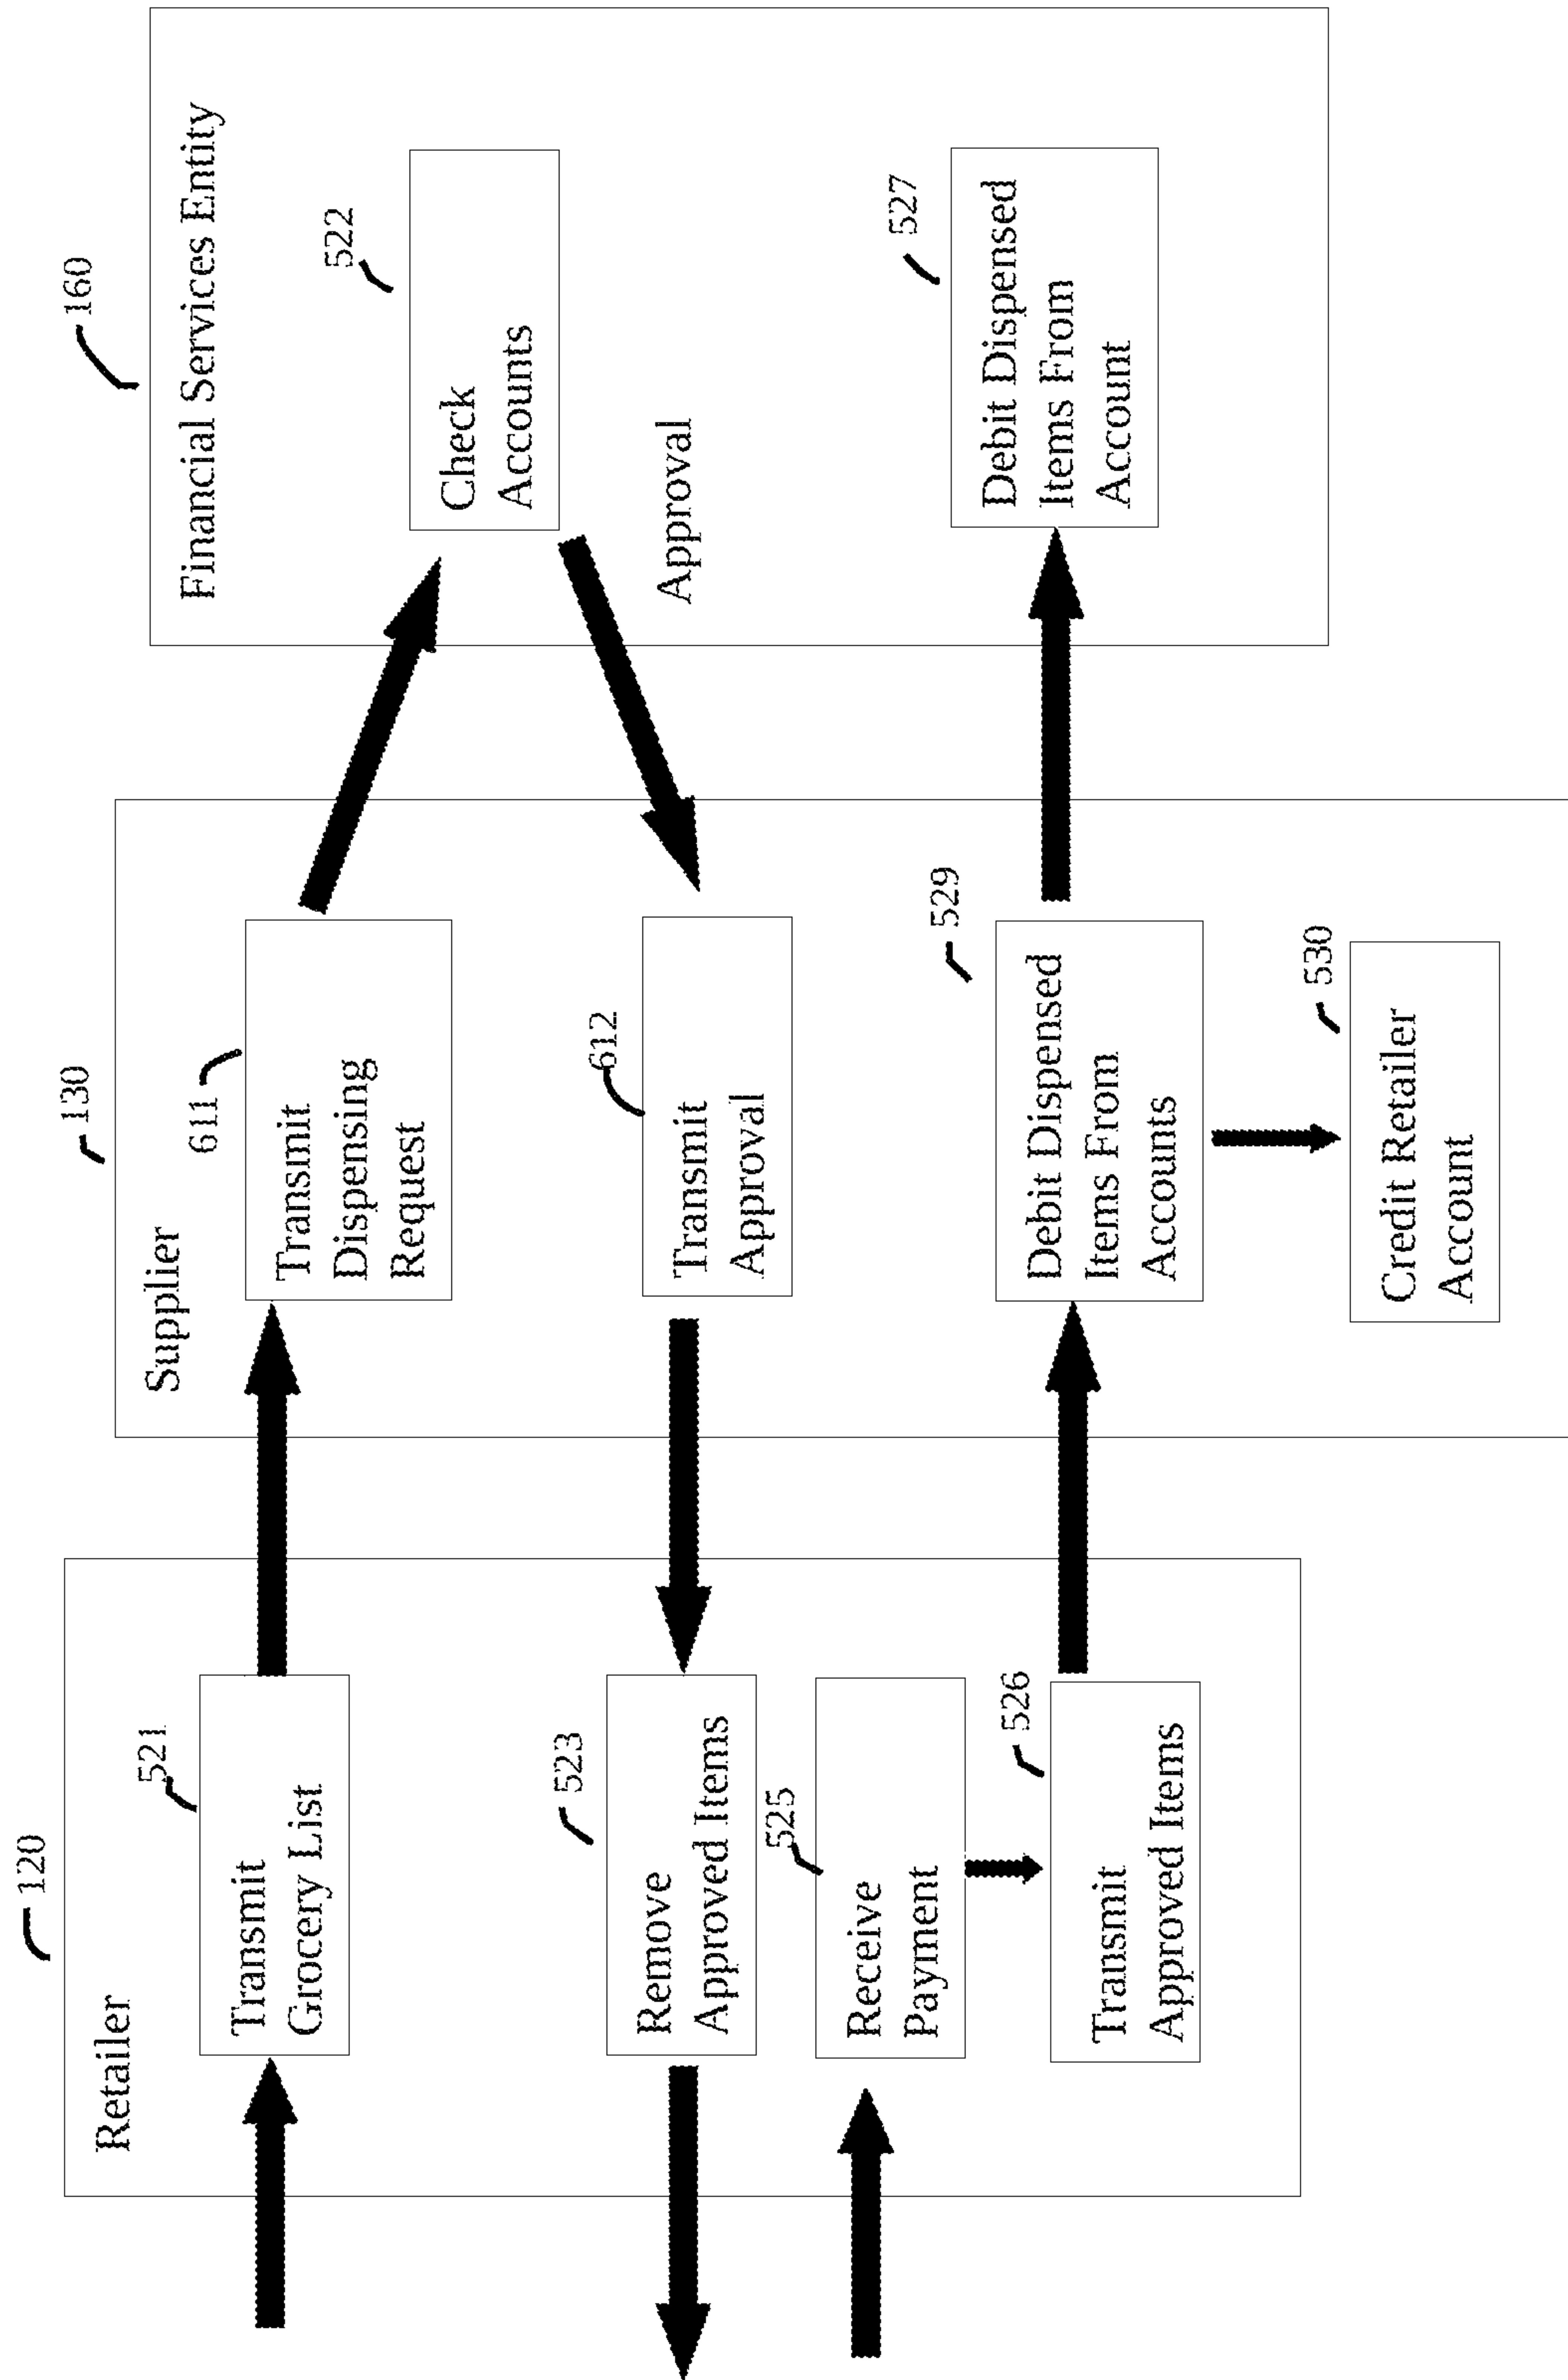 120
Retailer
521
Transmit
Grocery List
523
Remove
Approved Items
525
Receive
Payment
526
Transmit
Approved Items
130
Supplier
611
Transmit
Dispensing
Request
612
Transmit
Approval
529
Debit Dispensed
Items From
Accounts
530
Credit Retailer
Account
160
Financial Services Entity
522
Check
Accounts
Approval
527
Debit Dispensed
Items From
Account